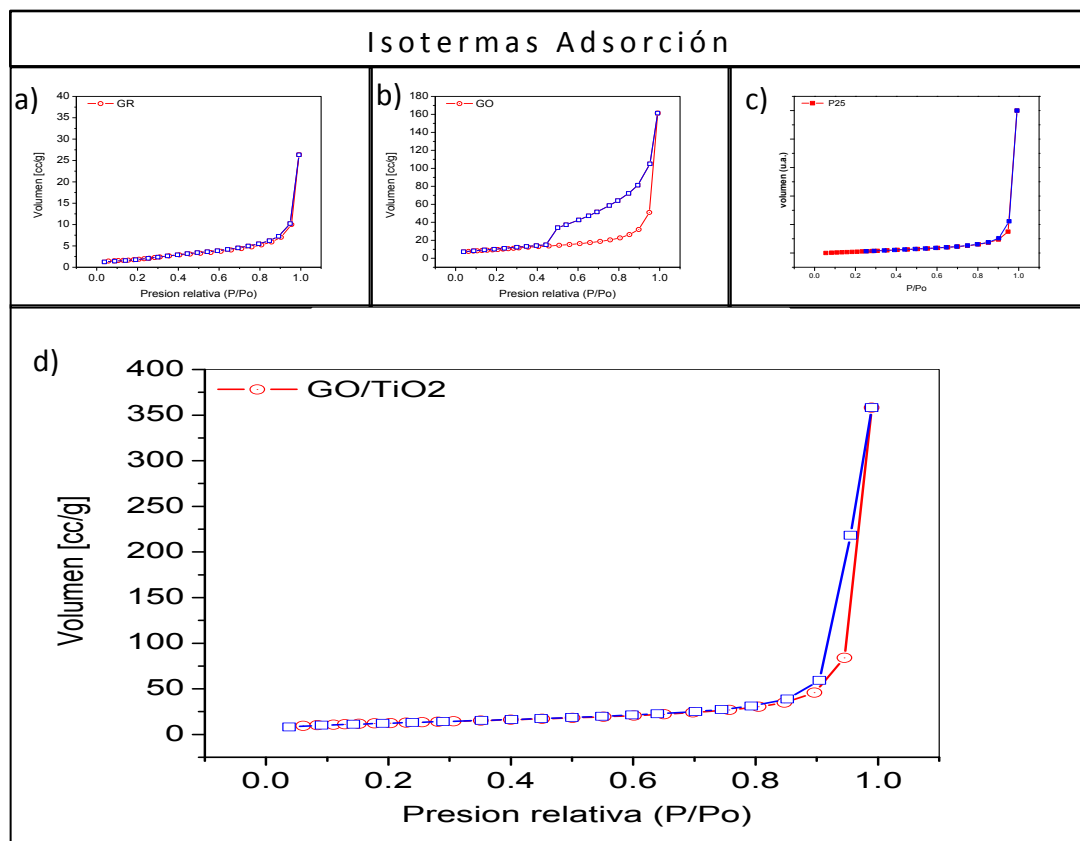 Isotermas Adsorción
a)
GR
Volumen [cc/g]
40
35
30
25
20
15
10
5
0
0.0 0.2 0.4 0.6 0.8 1.0
Presion relativa (P/Po)
b)
GO
Volumen [cc/g]
180
160
140
120
100
80
60
40
20
0
0.0 0.2 0.4 0.6 0.8 1.0
Presion relativa (P/Po)
c)
P25
volumen (u.a.)
0.0 0.2 0.4 0.6 0.8 1.0
P/Po
d)
GO/TiO2
Volumen [cc/g]
400
350
300
250
200
150
100
50
0
0.0 0.2 0.4 0.6 0.8 1.0
Presion relativa (P/Po)